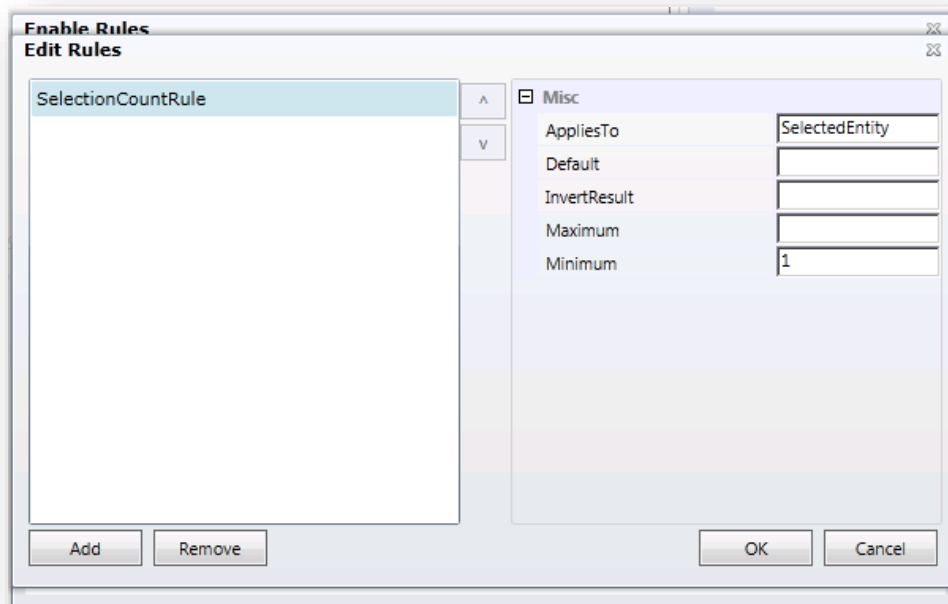 Enable Rules
Edit Rules
SelectionCountRule
Misc
AppliesTo SelectedEntity
Default
InvertResult
Maximum
Minimum 1
Add Remove OK Cancel